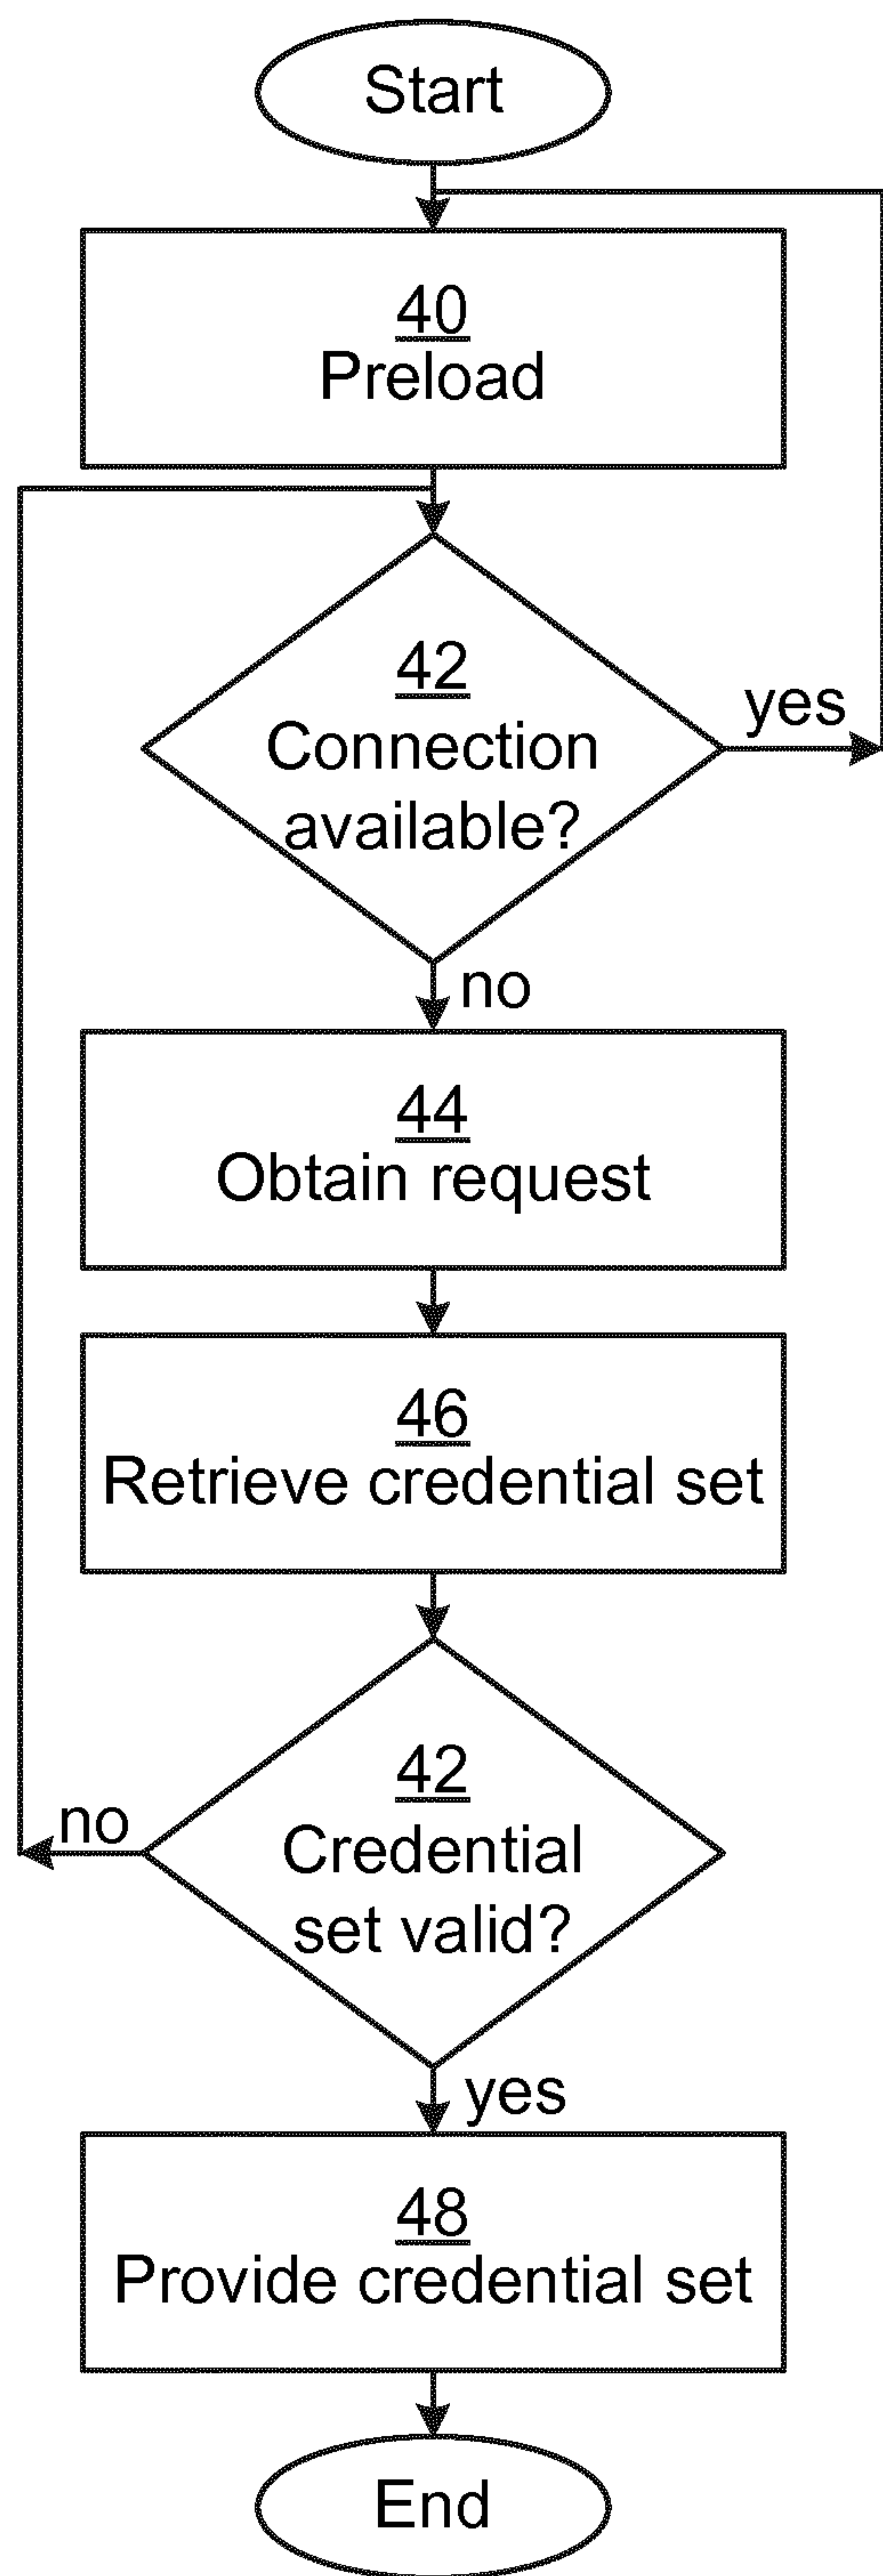 Start
40
Preload
42
Connection
available?
yes
no
44
Obtain request
46
Retrieve credential set
42
Credential
set valid?
no
yes
48
Provide credential set
End